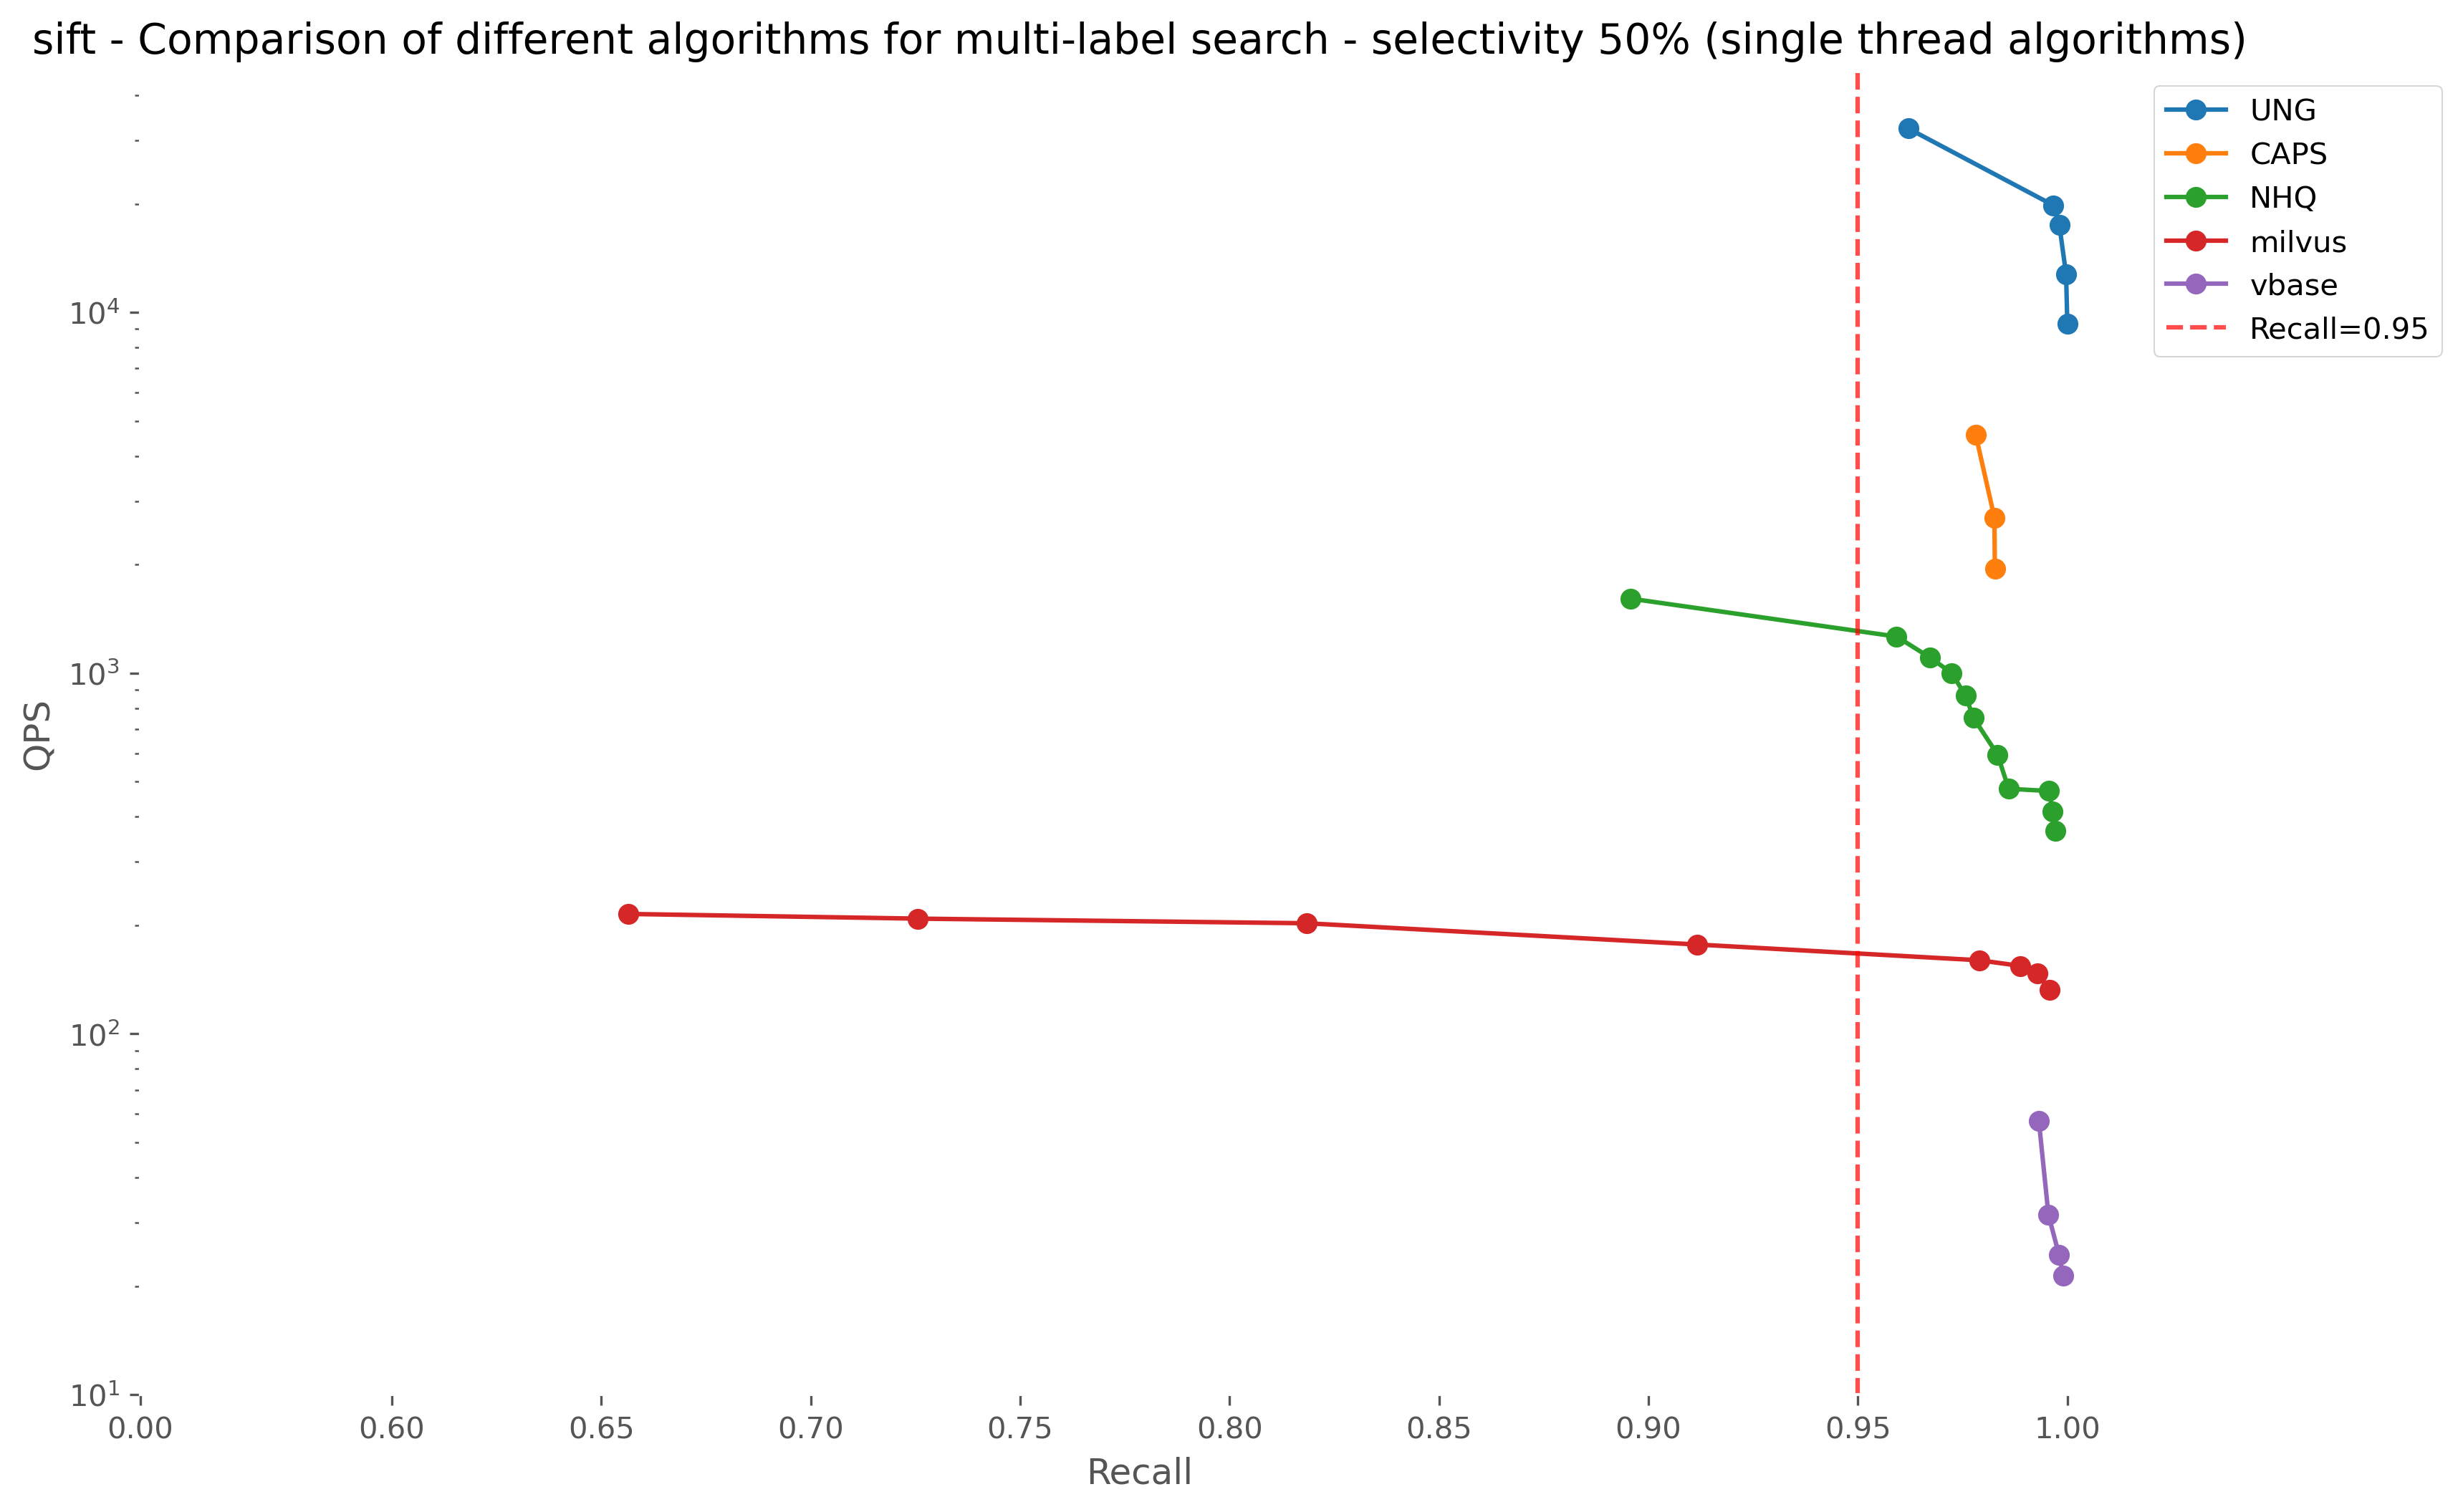 sift - Comparison of different algorithms for multi-label search - selectivity 50% (single thread algorithms)
UNG
CAPS
NHQ
milvus
vbase
Recall=0.95
QPS
10⁴
10³
10²
10¹
0.00 0.60 0.65 0.70 0.75 0.80 0.85 0.90 0.95 1.00
Recall